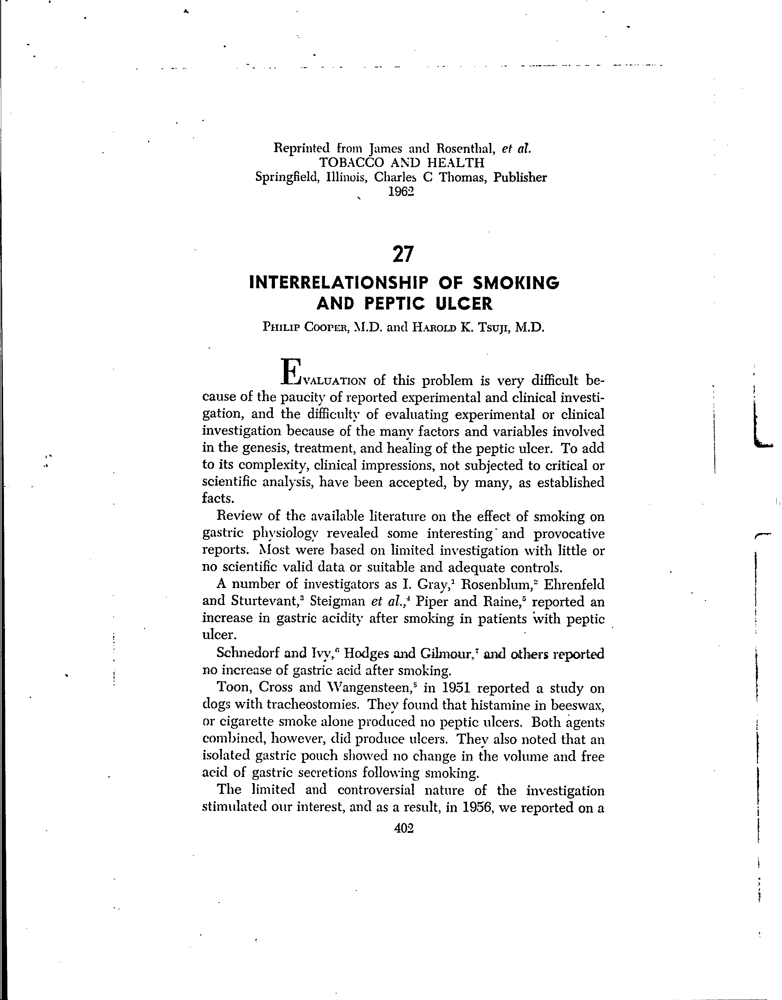 Reprinted from James and Rosenthal, et al.
TOBACCO AND HEALTH
Springfield, Illinois, Charles C Thomas, Publisher
1962
27
INTERRELATIONSHIP OF SMOKING
AND PEPTIC ULCER
PHILIP COOPER, M.D. and HAROLD K. TSUJI, M.D.
EVALUATION of this problem is very difficult be-
cause of the paucity of reported experimental and clinical investi-
gation, and the difficulty of evaluating experimental or clinical
investigation because of the many factors and variables involved
in the genesis, treatment, and healing of the peptic ulcer. To add
to its complexity, clinical impressions, not subjected to critical or
scientific analysis, have been accepted, by many, as established
facts.
Review of the available literature on the effect of smoking on
gastric physiology revealed some interesting and provocative
reports. Most were based on limited investigation with little or
no scientific valid data or suitable and adequate controls.
A number of investigators as I. Gray,¹ Rosenblum,² Ehrenfeld
and Sturtevant,³ Steigman et al.,⁴ Piper and Raine,⁵ reported an
increase in gastric acidity after smoking in patients with peptic
ulcer.
Schnedorf and Ivy,⁶ Hodges and Gilmour,⁷ and others reported
no increase of gastric acid after smoking.
Toon, Cross and Wangensteen,⁸ in 1951 reported a study on
dogs with tracheostomies. They found that histamine in beeswax,
or cigarette smoke alone produced no peptic ulcers. Both agents
combined, however, did produce ulcers. They also noted that an
isolated gastric pouch showed no change in the volume and free
acid of gastric secretions following smoking.
The limited and controversial nature of the investigation
stimulated our interest, and as a result, in 1956, we reported on a
402